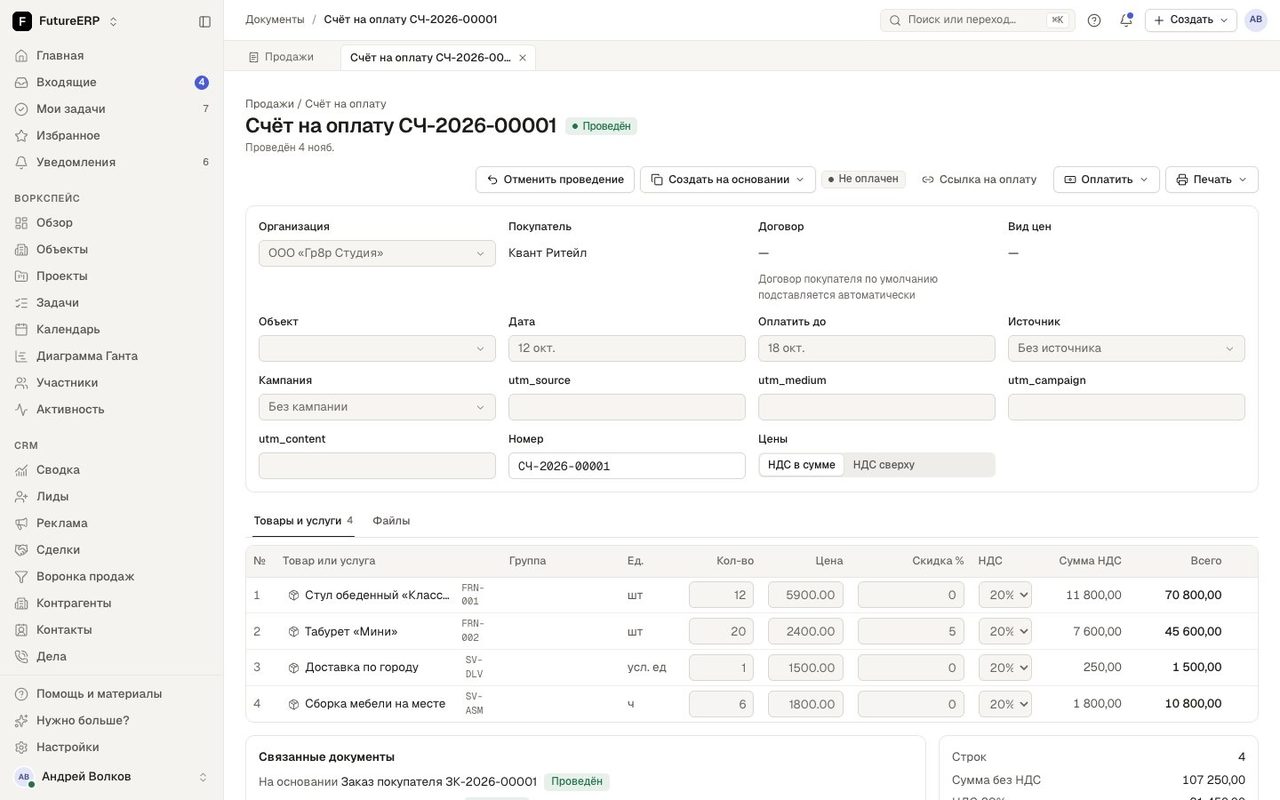 F FutureERP
Главная
Входящие 4
Мои задачи 7
Избранное
Уведомления 6
ВОРКСПЕЙС
Обзор
Объекты
Проекты
Задачи
Календарь
Диаграмма Ганта
Участники
Активность
CRM
Сводка
Лиды
Реклама
Сделки
Воронка продаж
Контрагенты
Контакты
Дела
Помощь и материалы
Нужно больше?
Настройки
АВ Андрей Волков
Документы / Счёт на оплату СЧ-2026-00001
Поиск или переход… ⌘K
Создать
АВ
Продажи
Счёт на оплату СЧ-2026-00…
Продажи / Счёт на оплату
Счёт на оплату СЧ-2026-00001 Проведён
Проведён 4 нояб.
Отменить проведение
Создать на основании
Не оплачен
Ссылка на оплату
Оплатить
Печать
Организация Покупатель Договор Вид цен
ООО «Гр8р Студия» Квант Ритейл — —
Договор покупателя по умолчанию
подставляется автоматически
Объект Дата Оплатить до Источник
12 окт. 18 окт. Без источника
Кампания utm_source utm_medium utm_campaign
Без кампании
utm_content Номер Цены
СЧ-2026-00001 НДС в сумме НДС сверху
Товары и услуги 4 Файлы
№ Товар или услуга Группа Ед. Кол-во Цена Скидка % НДС Сумма НДС Всего
1 Стул обеденный «Класс… FRN-001 шт 12 5900.00 0 20% 11 800,00 70 800,00
2 Табурет «Мини» FRN-002 шт 20 2400.00 5 20% 7 600,00 45 600,00
3 Доставка по городу SV-DLV усл. ед 1 1500.00 0 20% 250,00 1 500,00
4 Сборка мебели на месте SV-ASM ч 6 1800.00 0 20% 1 800,00 10 800,00
Связанные документы
На основании Заказ покупателя ЗК-2026-00001 Проведён
Строк 4
Сумма без НДС 107 250,00